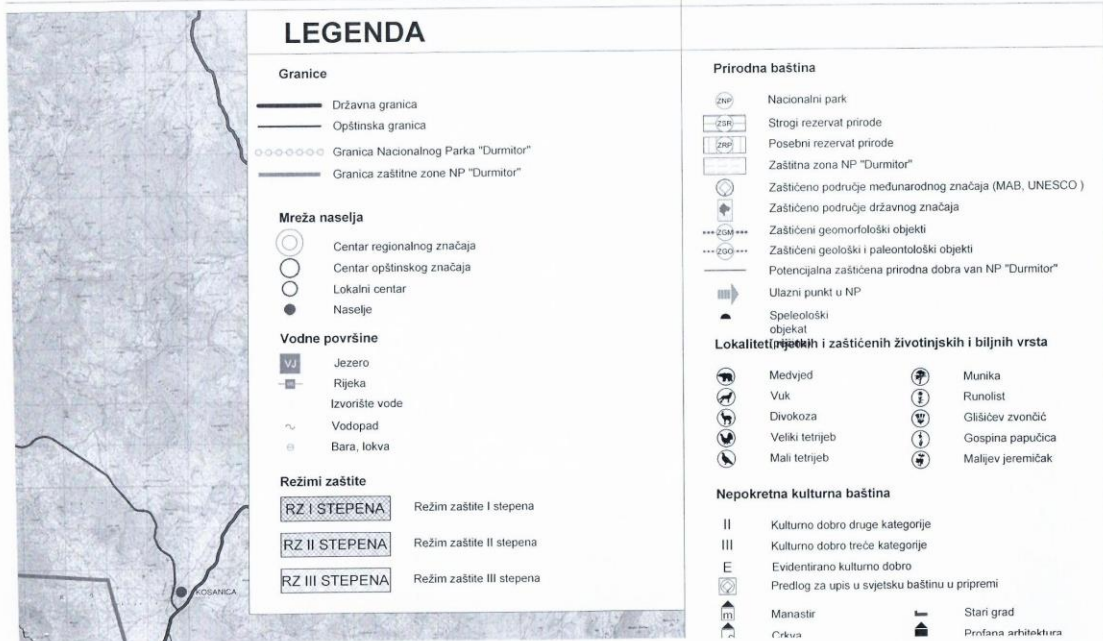 LEGENDA
Granice
Državna granica
Opštinska granica
Granica Nacionalnog Parka "Durmitor"
Granica zaštitne zone NP "Durmitor"
Mreža naselja
Centar regionalnog značaja
Centar opštinskog značaja
Lokalni centar
Naselje
Vodne površine
VJ Jezero
Rijeka
Izvorište vode
Vodopad
Bara, lokva
Režimi zaštite
RZ I STEPENA Režim zaštite I stepena
RZ II STEPENA Režim zaštite II stepena
RZ III STEPENA Režim zaštite III stepena
KOSANICA
Prirodna baština
ZNP Nacionalni park
ZSR Strogi rezervat prirode
ZRP Posebni rezervat prirode
Zaštitna zona NP "Durmitor"
Zaštićeno područje međunarodnog značaja (MAB, UNESCO )
Zaštićeno područje državnog značaja
ZGM Zaštićeni geomorfološki objekti
ZGO Zaštićeni geološki i paleontološki objekti
Potencijalna zaštićena prirodna dobra van NP "Durmitor"
Ulazni punkt u NP
Speleološki
objekat
Lokaliteti i zaštićenih životinjskih i biljnih vrsta
Medvjed Munika
Vuk Runolist
Divokoza Glišićev zvončić
Veliki tetrijeb Gospina papučica
Mali tetrijeb Malijev jeremičak
Nepokretna kulturna baština
II Kulturno dobro druge kategorije
III Kulturno dobro treće kategorije
E Evidentirano kulturno dobro
Predlog za upis u svjetsku baštinu u pripremi
m Manastir Stari grad
Crkva Profana arhitektura